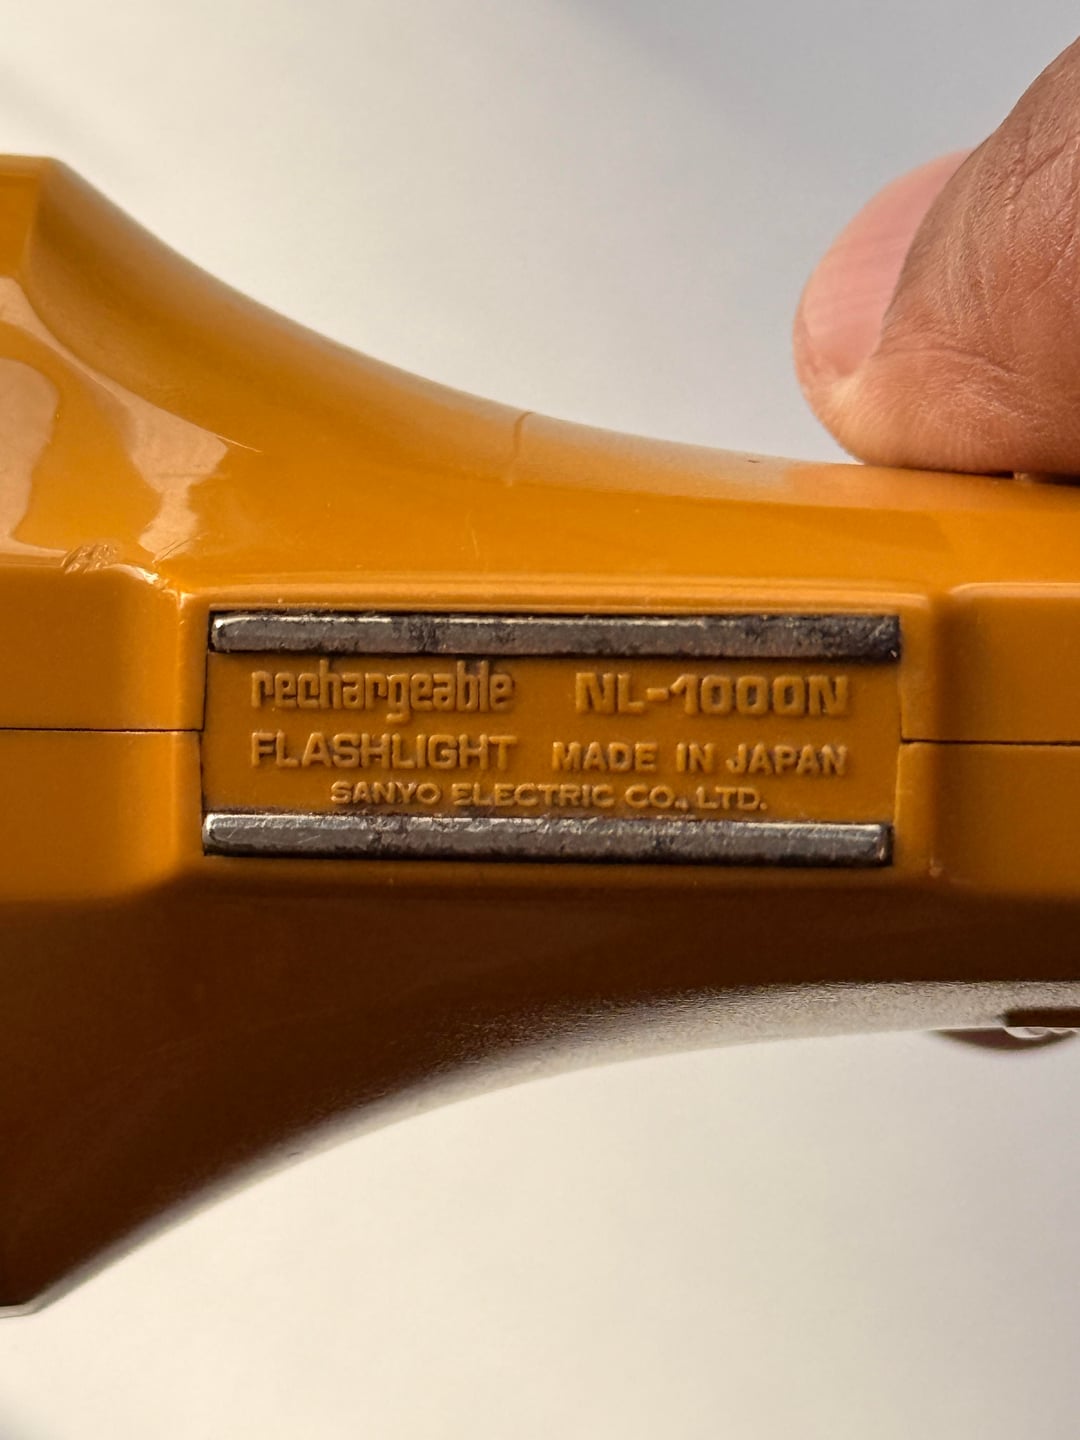 rechargeable NL-1000N
FLASHLIGHT MADE IN JAPAN
SANYO ELECTRIC CO., LTD.